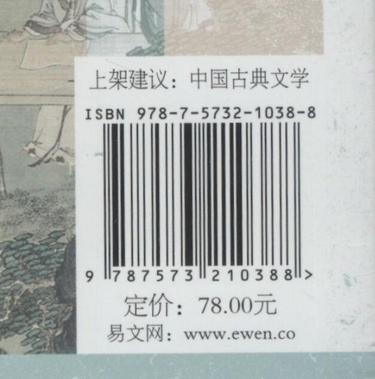 上架建议：中国古典文学
ISBN 978-7-5732-1038-8
9 787573 210388 >
定价：78.00元
易文网：www.ewen.co